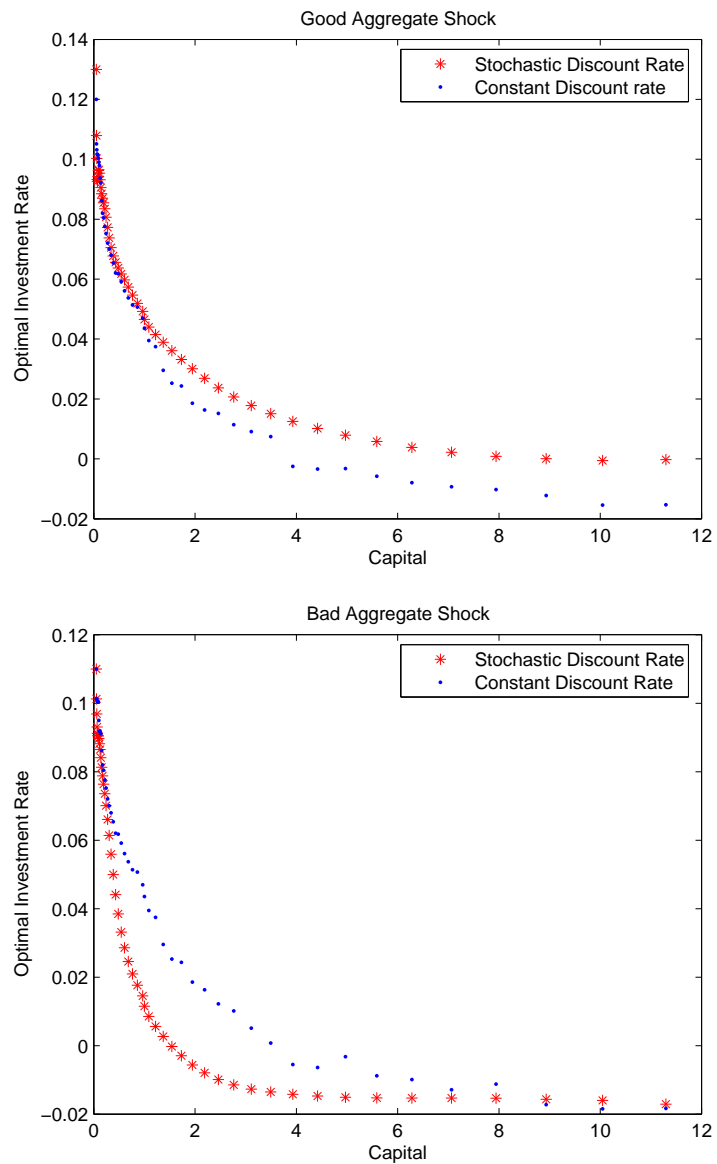 Good Aggregate Shock
0.14
0.12
0.1
0.08
0.06
0.04
0.02
0
−0.02
Optimal Investment Rate
Stochastic Discount Rate
Constant Discount rate
0 2 4 6 8 10 12
Capital
Bad Aggregate Shock
0.12
0.1
0.08
0.06
0.04
0.02
0
−0.02
Optimal Investment Rate
Stochastic Discount Rate
Constant Discount Rate
0 2 4 6 8 10 12
Capital